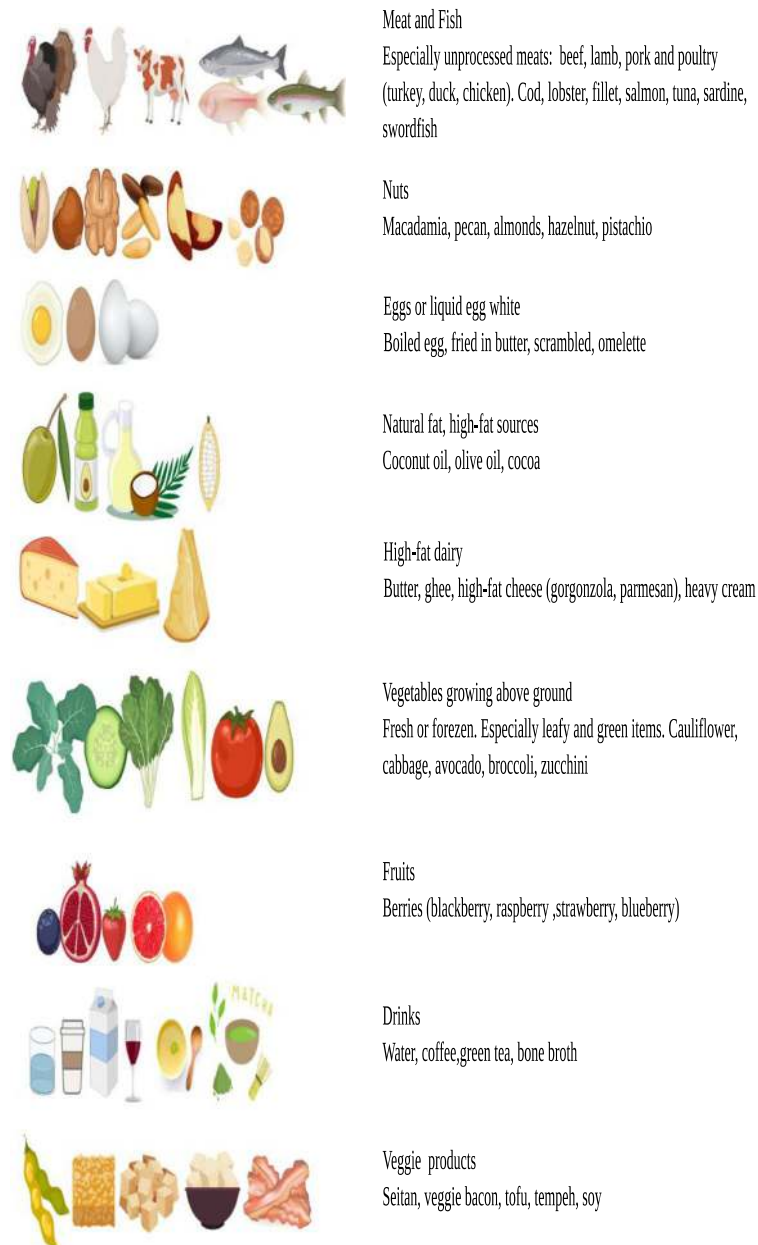 Meat and Fish
Especially unprocessed meats:  beef, lamb, pork and poultry
(turkey, duck, chicken). Cod, lobster, fillet, salmon, tuna, sardine,
swordfish
Nuts
Macadamia, pecan, almonds, hazelnut, pistachio
Eggs or liquid egg white
Boiled egg, fried in butter, scrambled, omelette
Natural fat, high-fat sources
Coconut oil, olive oil, cocoa
High-fat dairy
Butter, ghee, high-fat cheese (gorgonzola, parmesan), heavy cream
Vegetables growing above ground
Fresh or forezen. Especially leafy and green items. Cauliflower,
cabbage, avocado, broccoli, zucchini
Fruits
Berries (blackberry, raspberry ,strawberry, blueberry)
MATCHA
Drinks
Water, coffee,green tea, bone broth
Veggie  products
Seitan, veggie bacon, tofu, tempeh, soy